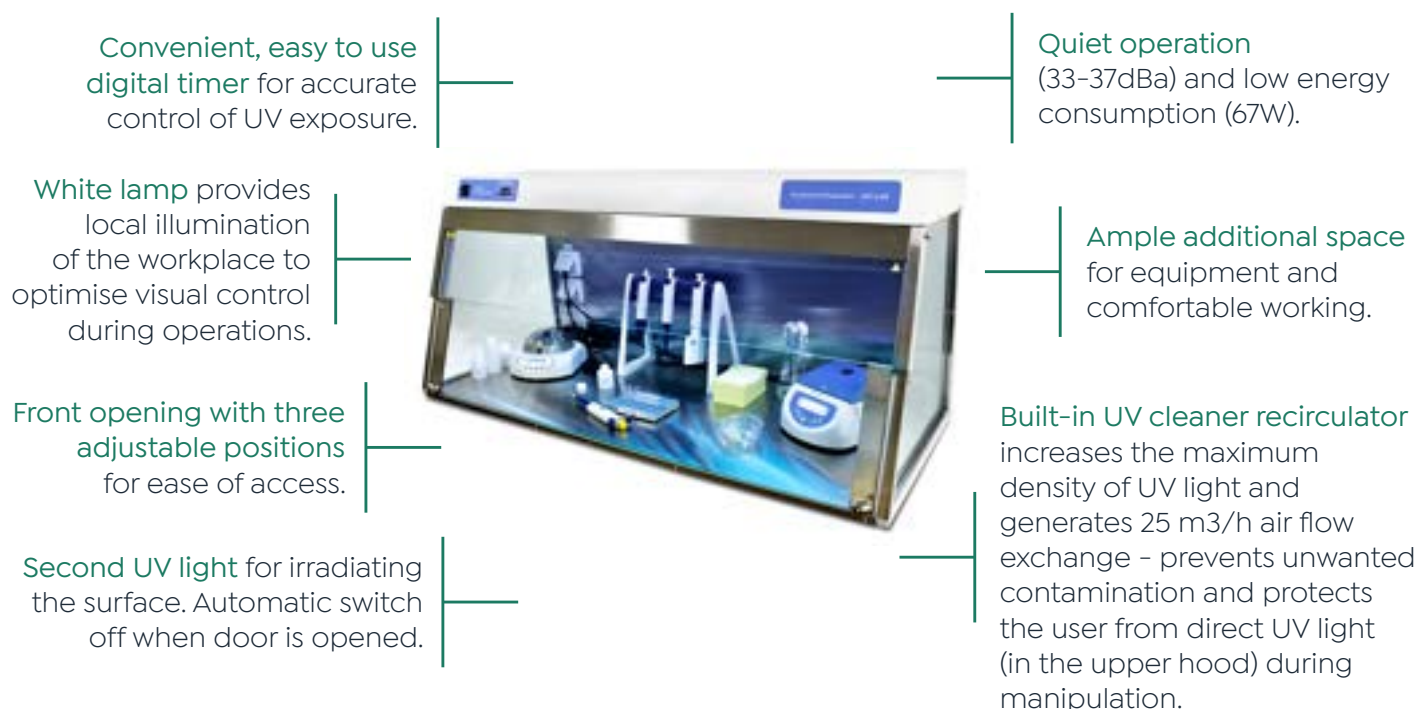 Convenient, easy to use
digital timer for accurate
control of UV exposure.
White lamp provides
local illumination
of the workplace to
optimise visual control
during operations.
Front opening with three
adjustable positions
for ease of access.
Second UV light for irradiating
the surface. Automatic switch
off when door is opened.
Quiet operation
(33-37dBa) and low energy
consumption (67W).
Ample additional space
for equipment and
comfortable working.
Built-in UV cleaner recirculator
increases the maximum
density of UV light and
generates 25 m3/h air flow
exchange - prevents unwanted
contamination and protects
the user from direct UV light
(in the upper hood) during
manipulation.